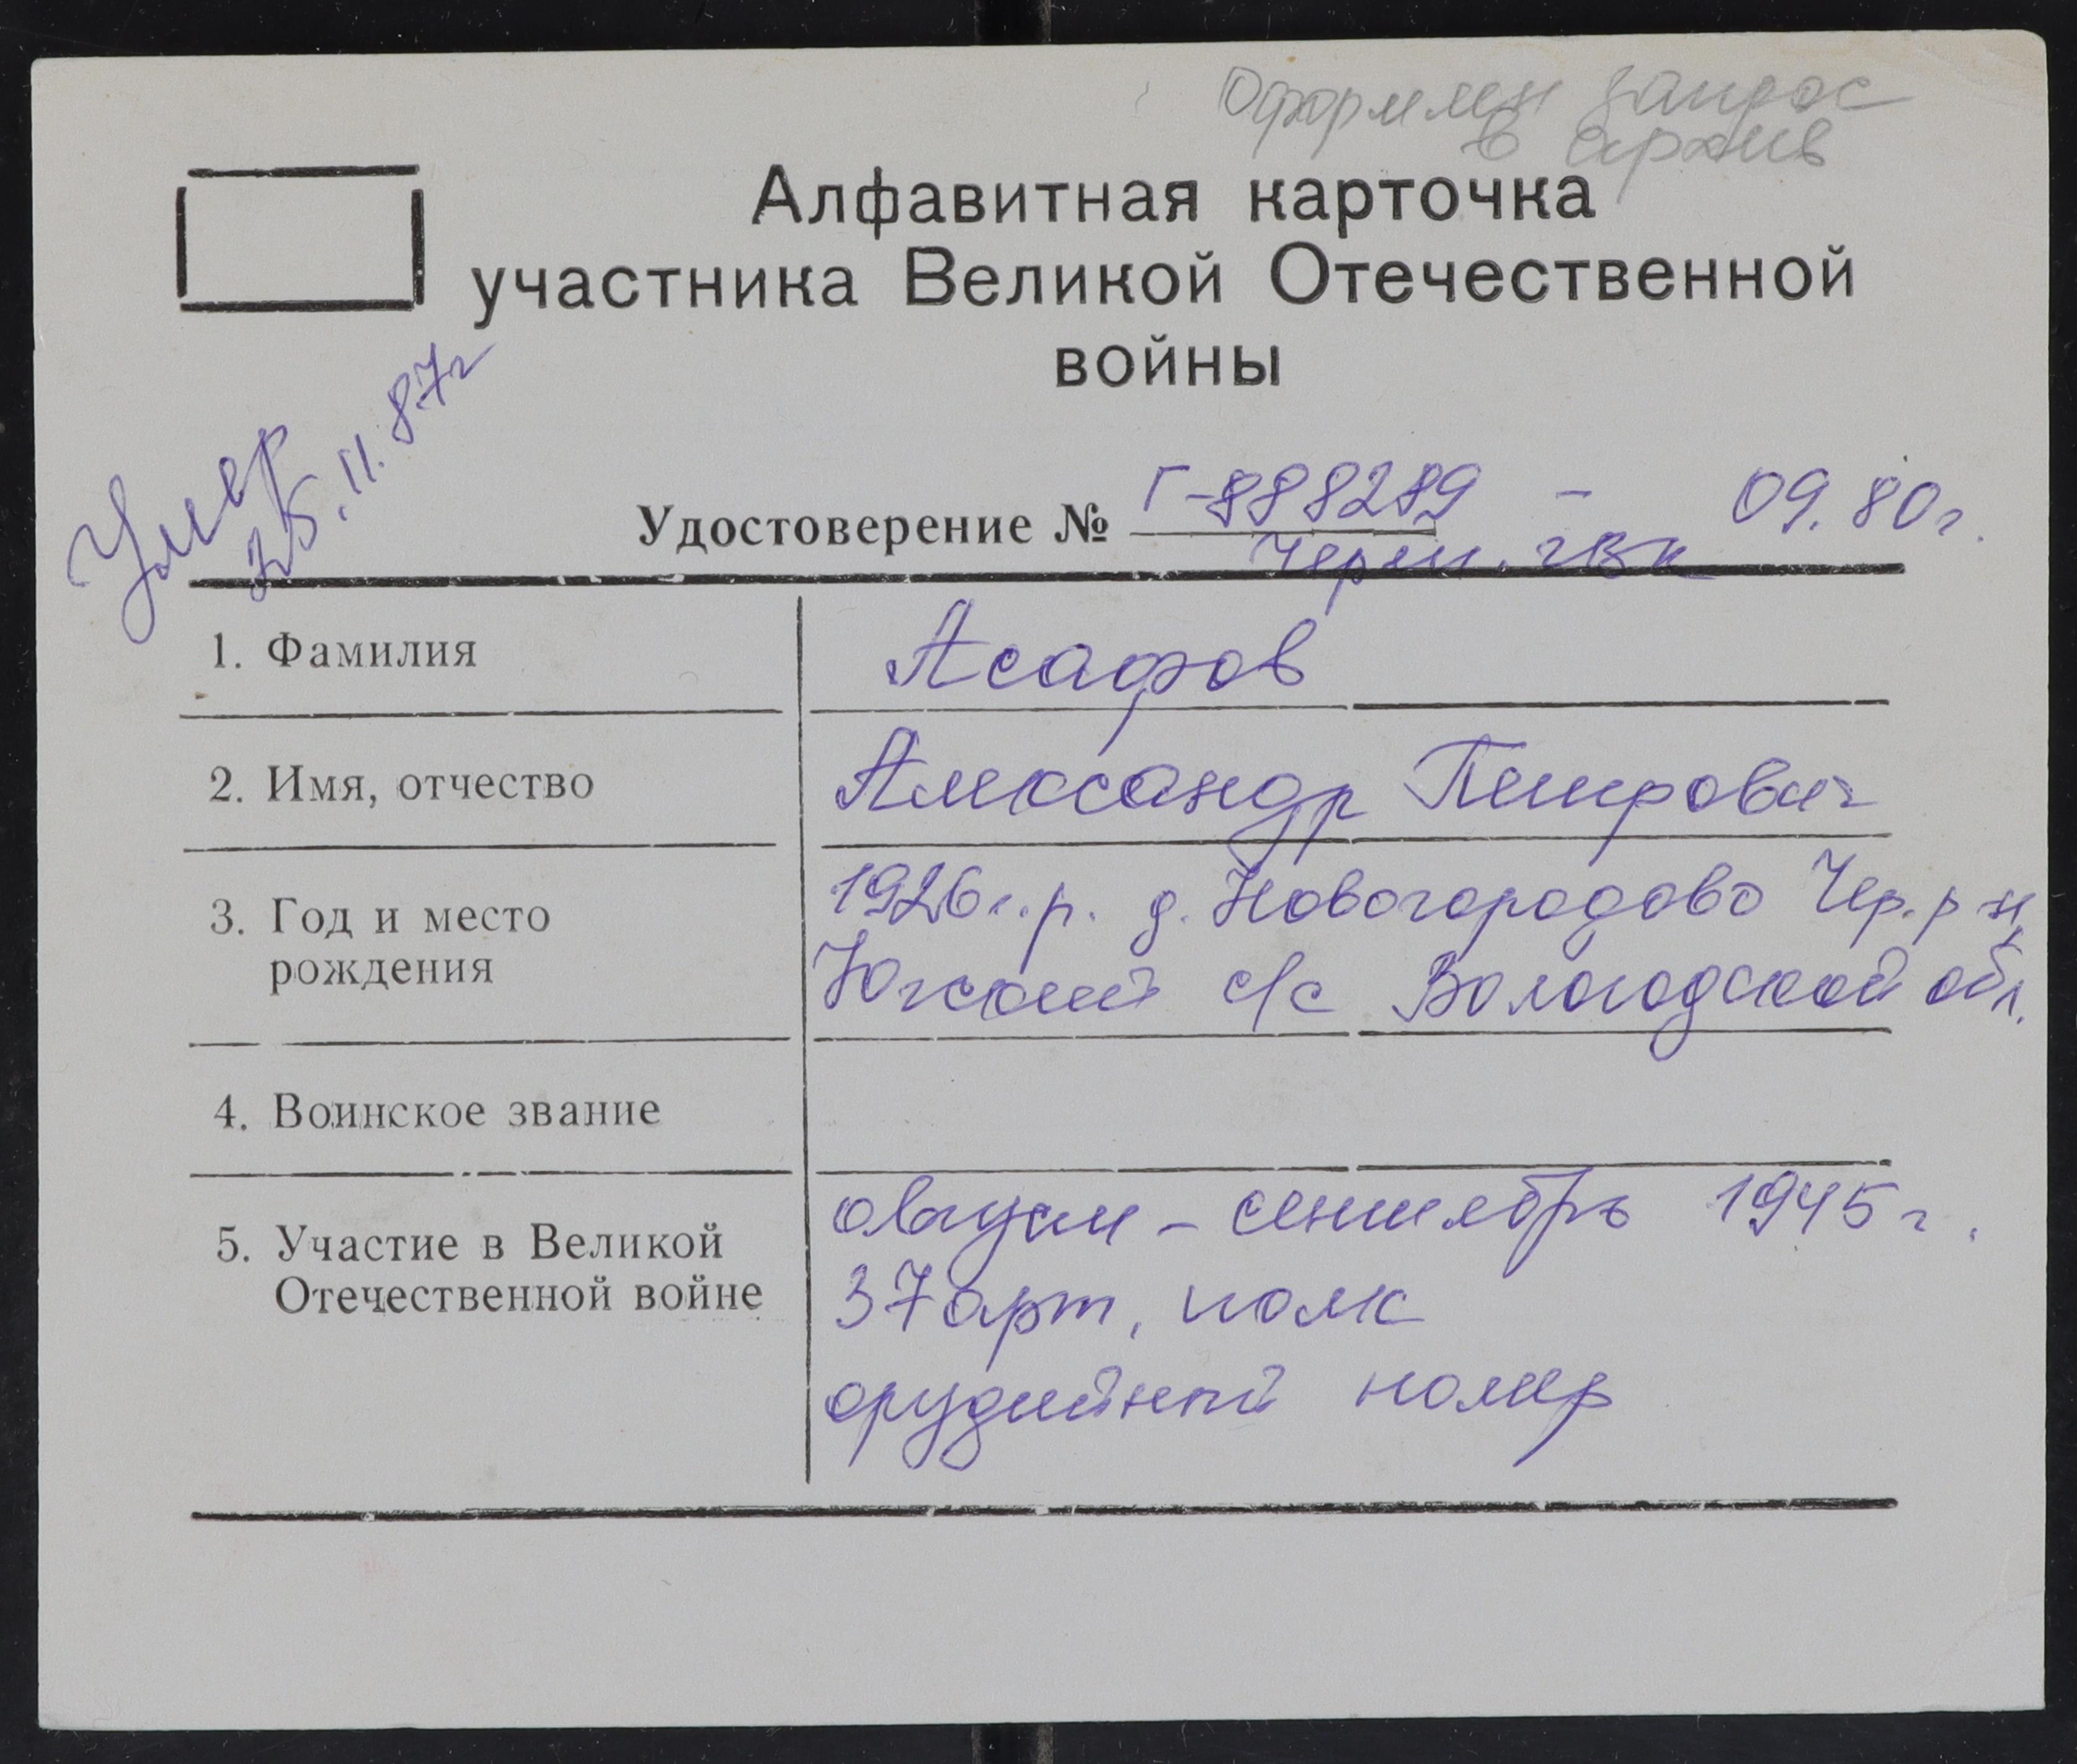 Оформлен запрос
в архив
Алфавитная карточка
участника Великой Отечественной
войны
Умер
25.11.87г
Удостоверение № Г-888289 - 09.80г.
Череп. гвк
1. Фамилия
Асафов
2. Имя, отчество
Александр Петрович
3. Год и место
рождения
1926г.р. д. Новогородово Чер. р-н,
Югский с/с Вологодской обл.
4. Воинское звание
5. Участие в Великой
Отечественной войне
август - сентябрь 1945 г.
37 арт. полк
орудийный номер